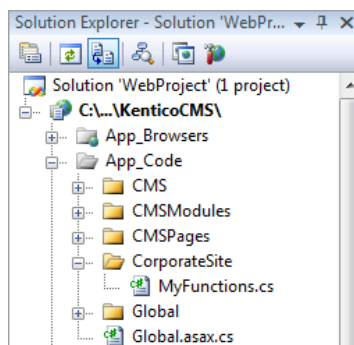 Solution Explorer - Solution 'WebPr...
Solution 'WebProject' (1 project)
C:\...\KenticoCMS\
App_Browsers
App_Code
CMS
CMSModules
CMSPages
CorporateSite
MyFunctions.cs
Global
Global.asax.cs